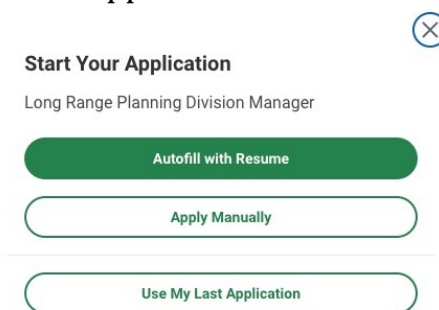 Start Your Application
Long Range Planning Division Manager
Autofill with Resume
Apply Manually
Use My Last Application